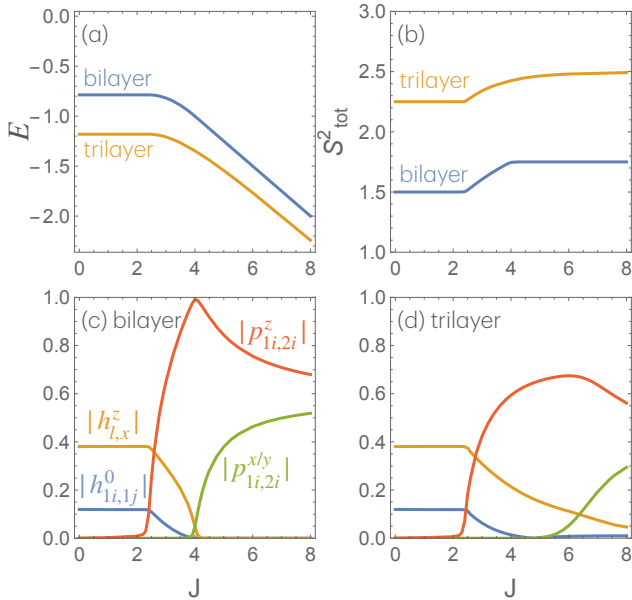 (a)
bilayer
trilayer
E
0.0
−0.5
−1.0
−1.5
−2.0
0 2 4 6 8
(b)
trilayer
bilayer
S²tot
3.0
2.5
2.0
1.5
1.0
0 2 4 6 8
(c) bilayer
|p^z_{1i,2i}|
|h^z_{l,x}|
|p^{x/y}_{1i,2i}|
|h^0_{1i,1j}|
1.0
0.8
0.6
0.4
0.2
0.0
0 2 4 6 8
J
(d) trilayer
1.0
0.8
0.6
0.4
0.2
0.0
0 2 4 6 8
J